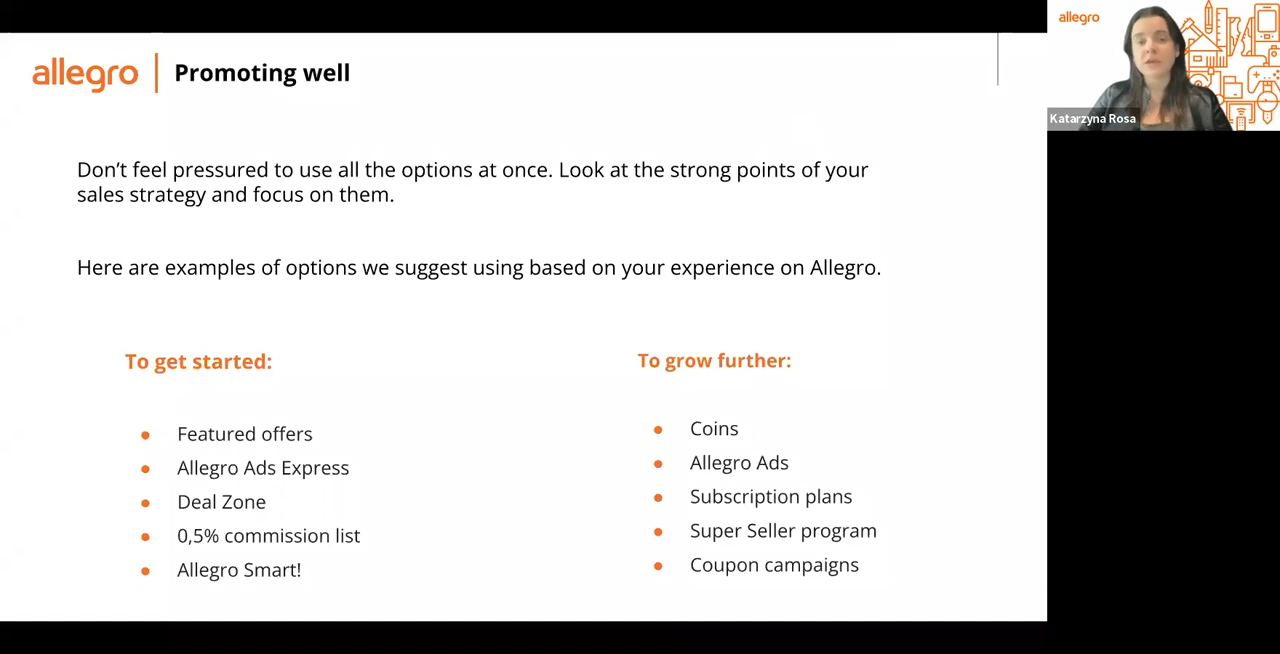 allegro
Promoting well
Don’t feel pressured to use all the options at once. Look at the strong points of your
sales strategy and focus on them.
Here are examples of options we suggest using based on your experience on Allegro.
To get started:
Featured offers
Allegro Ads Express
Deal Zone
0,5% commission list
Allegro Smart!
To grow further:
Coins
Allegro Ads
Subscription plans
Super Seller program
Coupon campaigns
allegro
Katarzyna Rosa